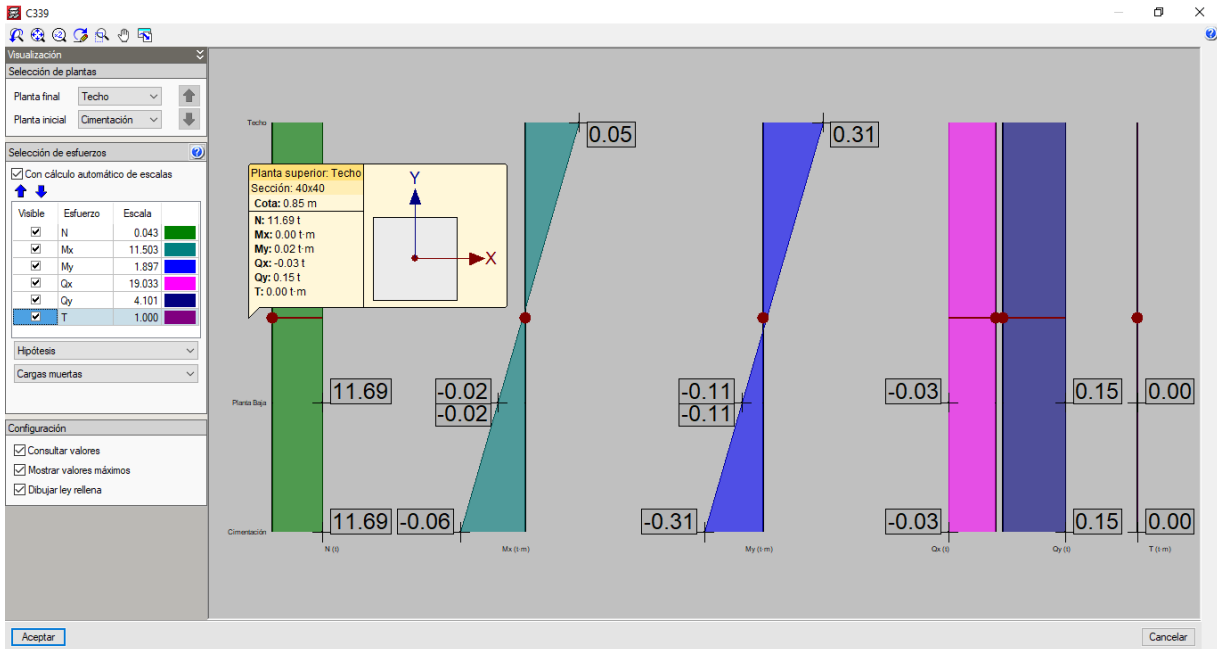 C339
Visualización
Selección de plantas
Planta final Techo
Planta inicial Cimentación
Selección de esfuerzos
Con cálculo automático de escalas
Visible Esfuerzo Escala
N 0.043
Mx 11.503
My 1.897
Qx 19.033
Qy 4.101
T 1.000
Hipótesis
Cargas muertas
Configuración
Consultar valores
Mostrar valores máximos
Dibujar ley rellena
Techo
0.05
0.31
Planta superior: Techo
Sección: 40x40
Cota: 0.85 m
N: 11.69 t
Mx: 0.00 t·m
My: 0.02 t·m
Qx: -0.03 t
Qy: 0.15 t
T: 0.00 t·m
Y
X
Planta Baja
11.69
-0.02
-0.02
-0.11
-0.11
-0.03
0.15
0.00
Cimentación
11.69
-0.06
-0.31
-0.03
0.15
0.00
N (t)
Mx (t·m)
My (t·m)
Qx (t)
Qy (t)
T (t·m)
Aceptar
Cancelar